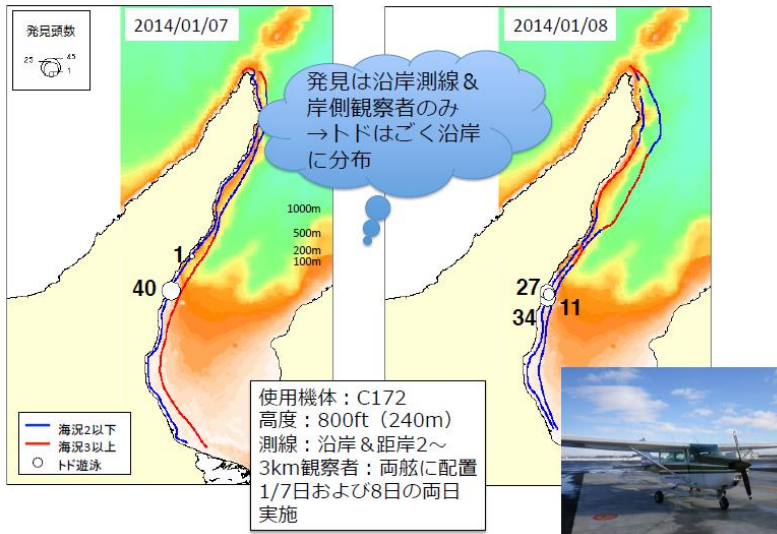 発見頭数
25
45
1
2014/01/07
1
40
海況2以下
海況3以上
トド遊泳
発見は沿岸測線＆
岸側観察者のみ
→トドはごく沿岸
に分布
1000m
500m
200m
100m
2014/01/08
27
34
11
使用機体：C172
高度：800ft（240m）
測線：沿岸＆距岸2～
3km観察者：両舷に配置
1/7日および8日の両日
実施